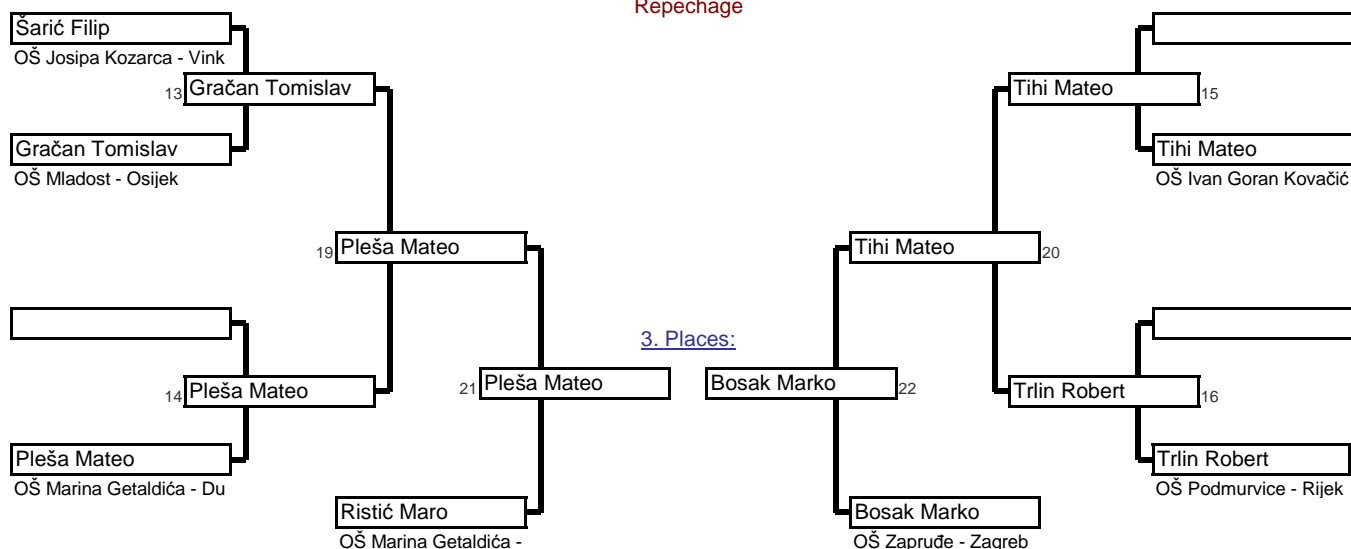 Repechage
Šarić Filip
OŠ Josipa Kozarca - Vink
13 Gračan Tomislav
Tihi Mateo 15
Gračan Tomislav
OŠ Mladost - Osijek
Tihi Mateo
OŠ Ivan Goran Kovačić
19 Pleša Mateo
Tihi Mateo 20
3. Places:
14 Pleša Mateo
21 Pleša Mateo
Bosak Marko 22
Trlin Robert 16
Pleša Mateo
OŠ Marina Getaldića - Du
Trlin Robert
OŠ Podmurvice - Rijek
Ristić Maro
OŠ Marina Getaldića -
Bosak Marko
OŠ Zapruđe - Zagreb